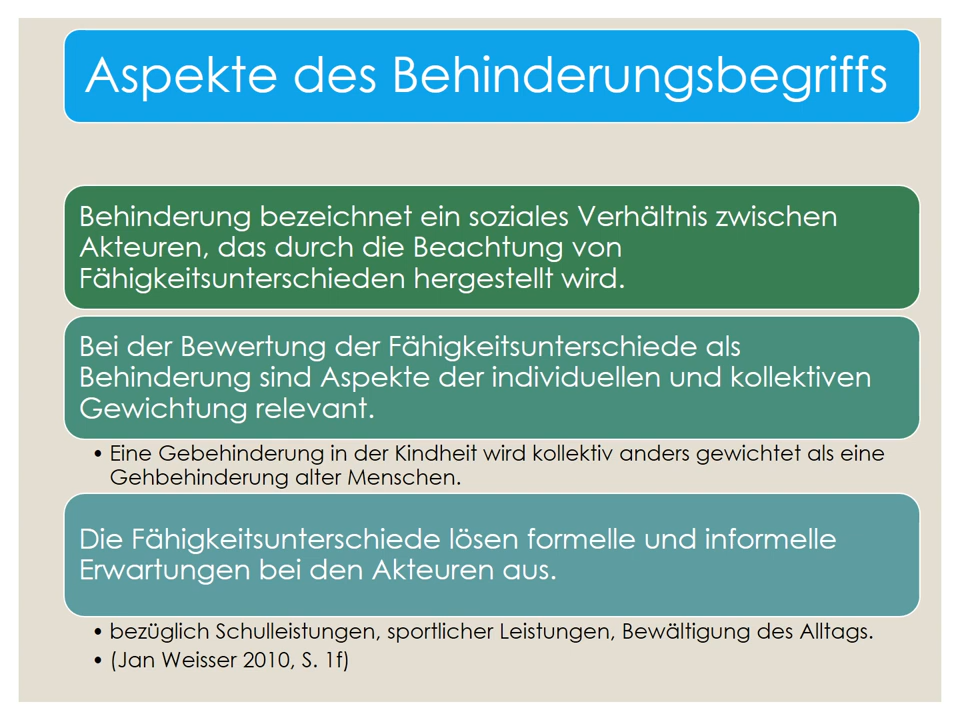 Aspekte des Behinderungsbegriffs
Behinderung bezeichnet ein soziales Verhältnis zwischen
Akteuren, das durch die Beachtung von
Fähigkeitsunterschieden hergestellt wird.
Bei der Bewertung der Fähigkeitsunterschiede als
Behinderung sind Aspekte der individuellen und kollektiven
Gewichtung relevant.
• Eine Gebehinderung in der Kindheit wird kollektiv anders gewichtet als eine
Gehbehinderung alter Menschen.
Die Fähigkeitsunterschiede lösen formelle und informelle
Erwartungen bei den Akteuren aus.
• bezüglich Schulleistungen, sportlicher Leistungen, Bewältigung des Alltags.
• (Jan Weisser 2010, S. 1f)